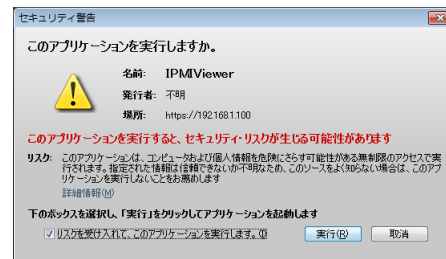 セキュリティ警告
このアプリケーションを実行しますか。
名前: IPMIViewer
発行者: 不明
場所: https://192.168.1.100
このアプリケーションを実行すると、セキュリティ・リスクが生じる可能性があります
リスク: このアプリケーションは、コンピュータおよび個人情報を危険にさらす可能性がある無制限のアクセスで実
行されます。指定された情報は信頼できないか不明なため、このソースをよく知らない場合は、このアプ
リケーションを実行しないことをお薦めします
詳細情報(M)
下のボックスを選択し、「実行」をクリックしてアプリケーションを起動します
リスクを受け入れて、このアプリケーションを実行します。(I)
実行(R) 取消